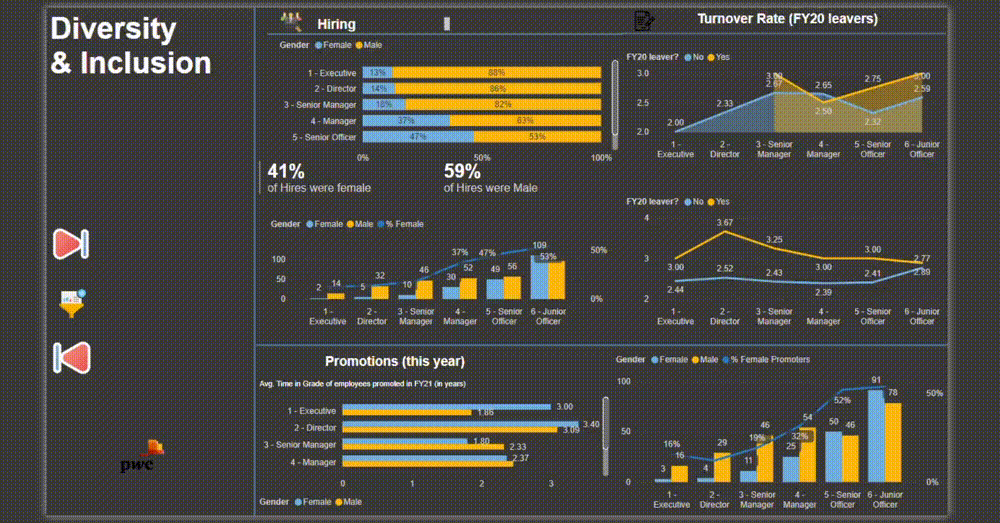 Diversity
& Inclusion
Hiring
Gender Female Male
1 - Executive 13% 88%
2 - Director 14% 86%
3 - Senior Manager 18% 82%
4 - Manager 37% 63%
5 - Senior Officer 47% 53%
0% 50% 100%
41%
of Hires were female
59%
of Hires were Male
Gender Female Male % Female
100
50
0
2 14
5 32
10 46
37% 30 52
47% 49 56
109 53%
50%
0%
1 - Executive
2 - Director
3 - Senior Manager
4 - Manager
5 - Senior Officer
6 - Junior Officer
Turnover Rate (FY20 leavers)
FY20 leaver? No Yes
3.0
2.5
2.0
2.00 2.33 3.00 2.67 2.65 2.50 2.75 2.32 3.00 2.59
1 - Executive
2 - Director
3 - Senior Manager
4 - Manager
5 - Senior Officer
6 - Junior Officer
FY20 leaver? No Yes
4
3
2
3.00 3.67 3.25 3.00 3.00 2.77
2.44 2.52 2.43 2.39 2.41 2.89
1 - Executive
2 - Director
3 - Senior Manager
4 - Manager
5 - Senior Officer
6 - Junior Officer
Promotions (this year)
Avg. Time in Grade of employees promoted in FY21 (in years)
1 - Executive 3.00 1.86
2 - Director 3.40 3.09
3 - Senior Manager 1.80 2.33
4 - Manager 2.37
0 1 2 3
Gender Female Male
Gender Female Male % Female Promoters
100
50
0
16% 3 16
4 29
11 19% 46
25 32% 54
52% 50 46
91 78
50%
0%
1 - Executive
2 - Director
3 - Senior Manager
4 - Manager
5 - Senior Officer
6 - Junior Officer
pwc